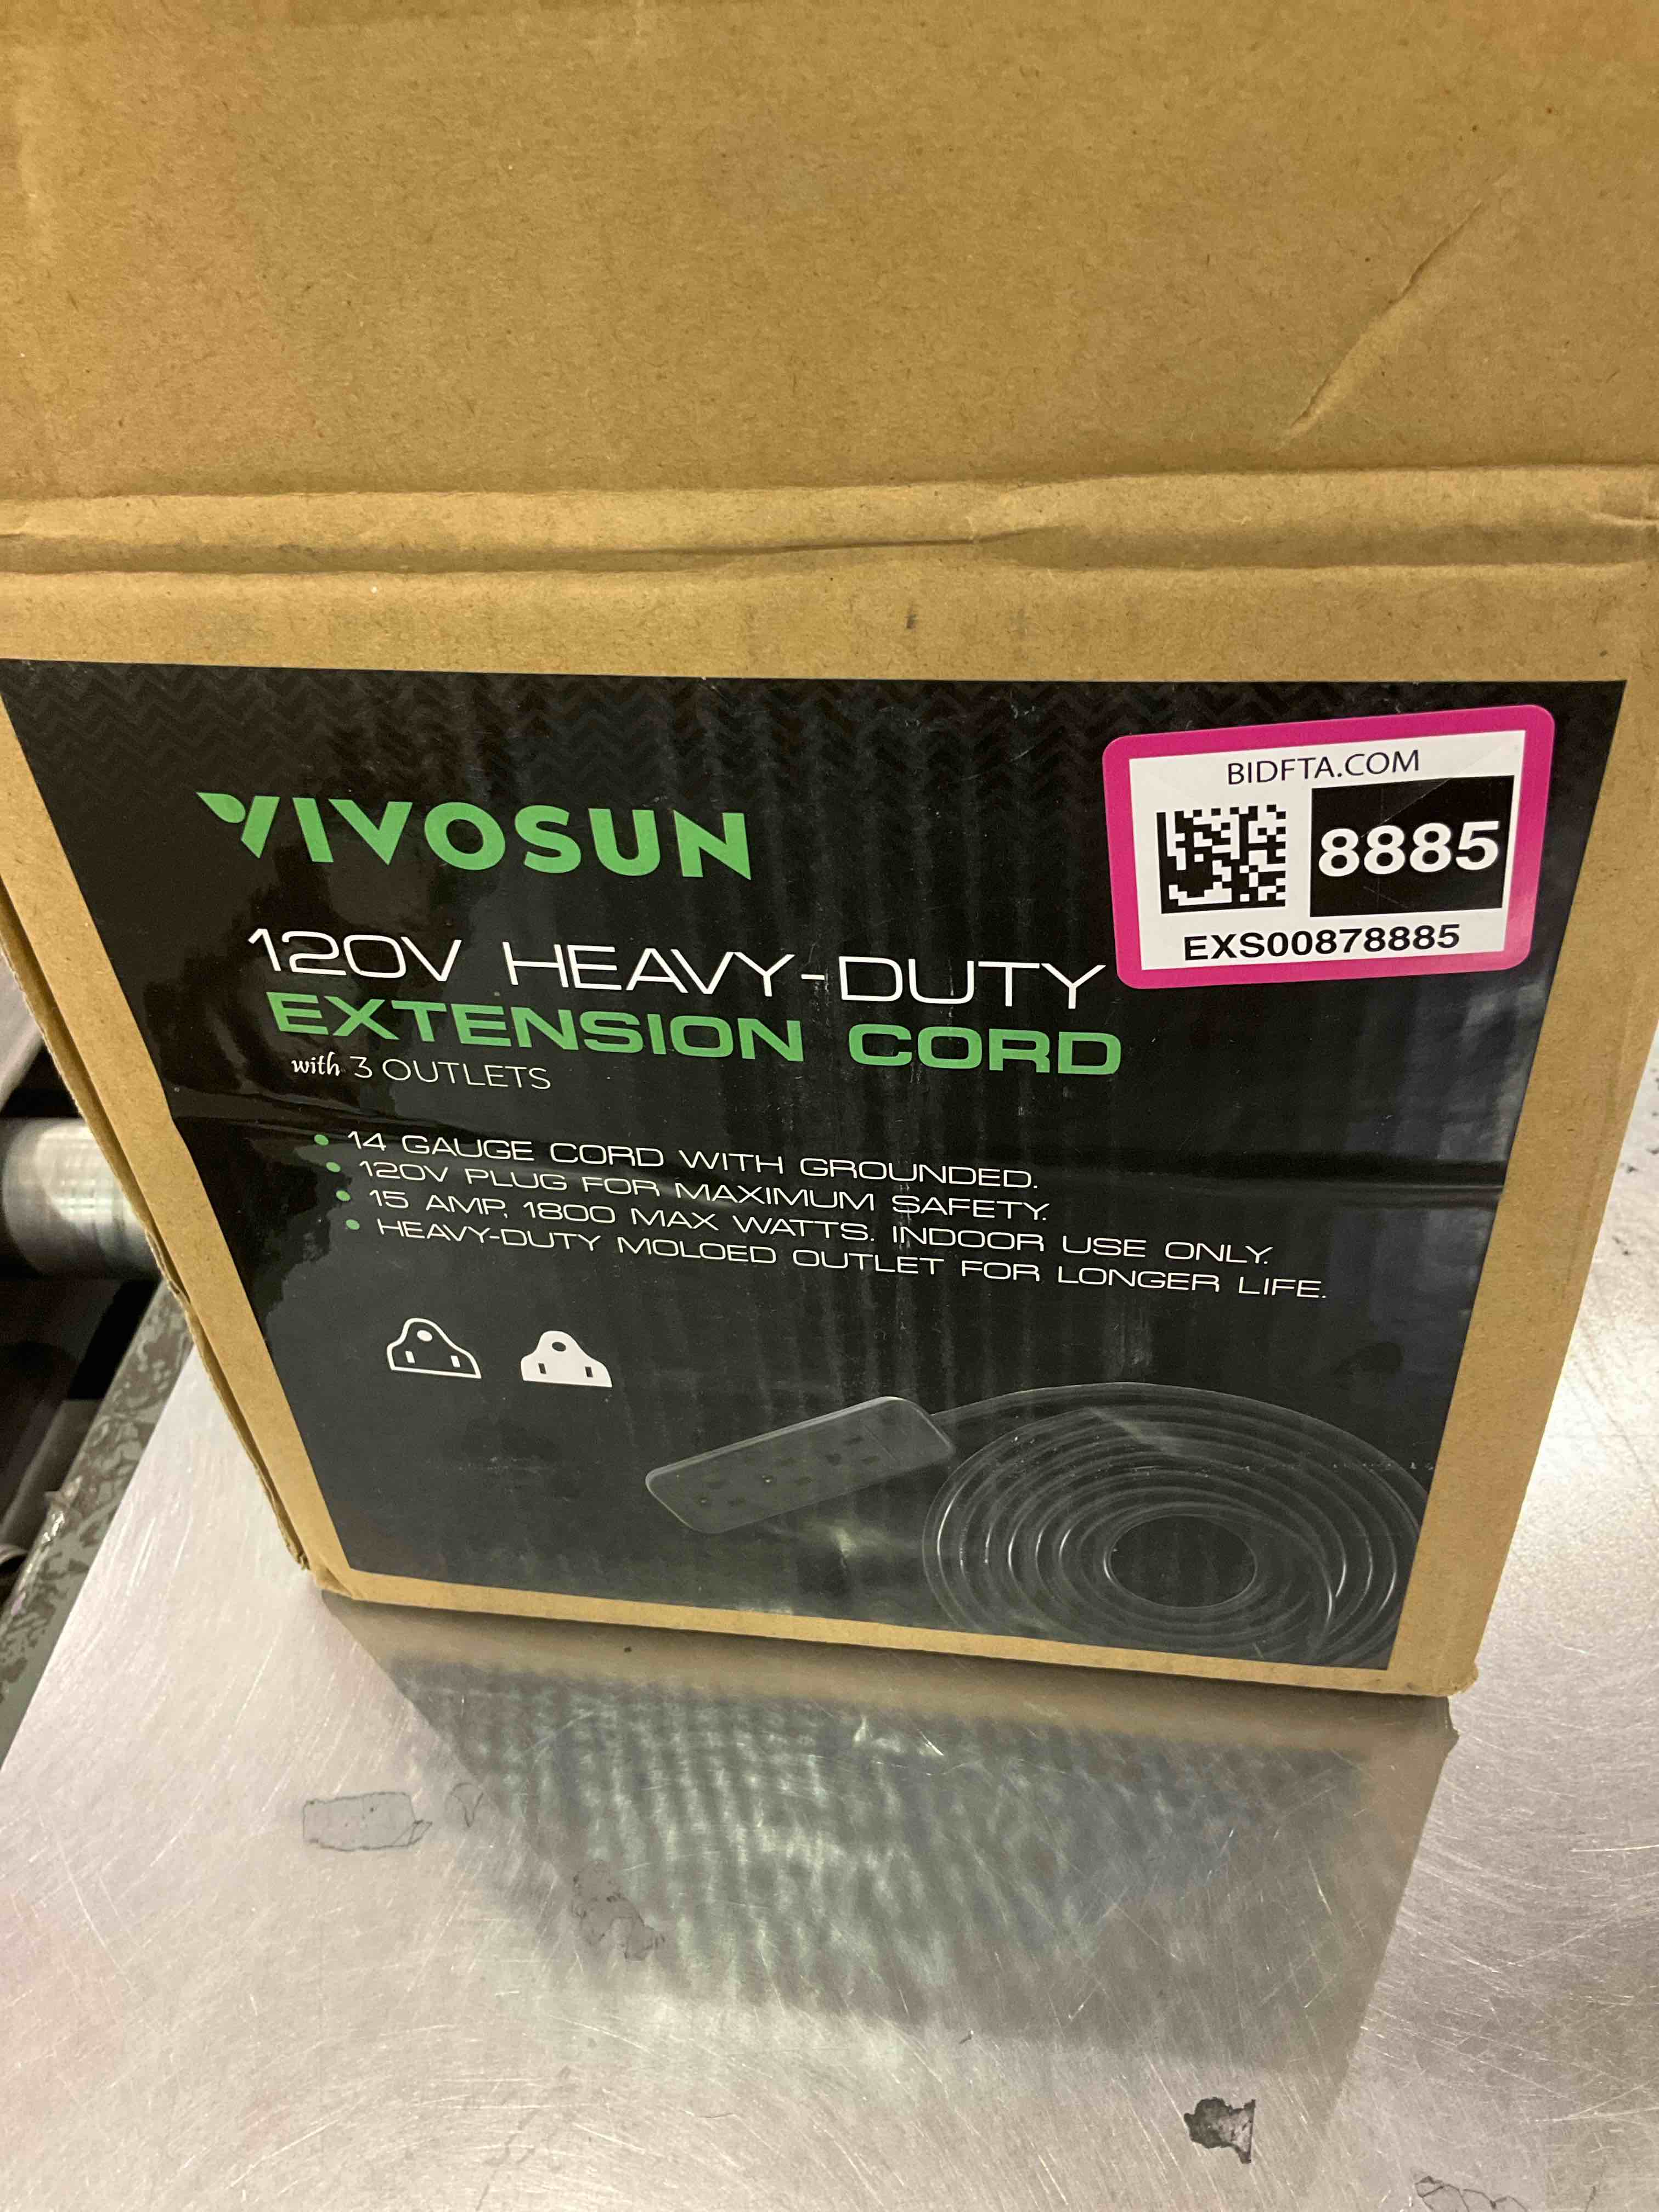 BIDFTA.COM
8885
EXS00878885
VIVOSUN
120V HEAVY-DUTY
EXTENSION CORD
with 3 OUTLETS
14 GAUGE CORD WITH GROUNDED.
120V PLUG FOR MAXIMUM SAFETY.
15 AMP, 1800 MAX WATTS. INDOOR USE ONLY.
HEAVY-DUTY MOLOED OUTLET FOR LONGER LIFE.